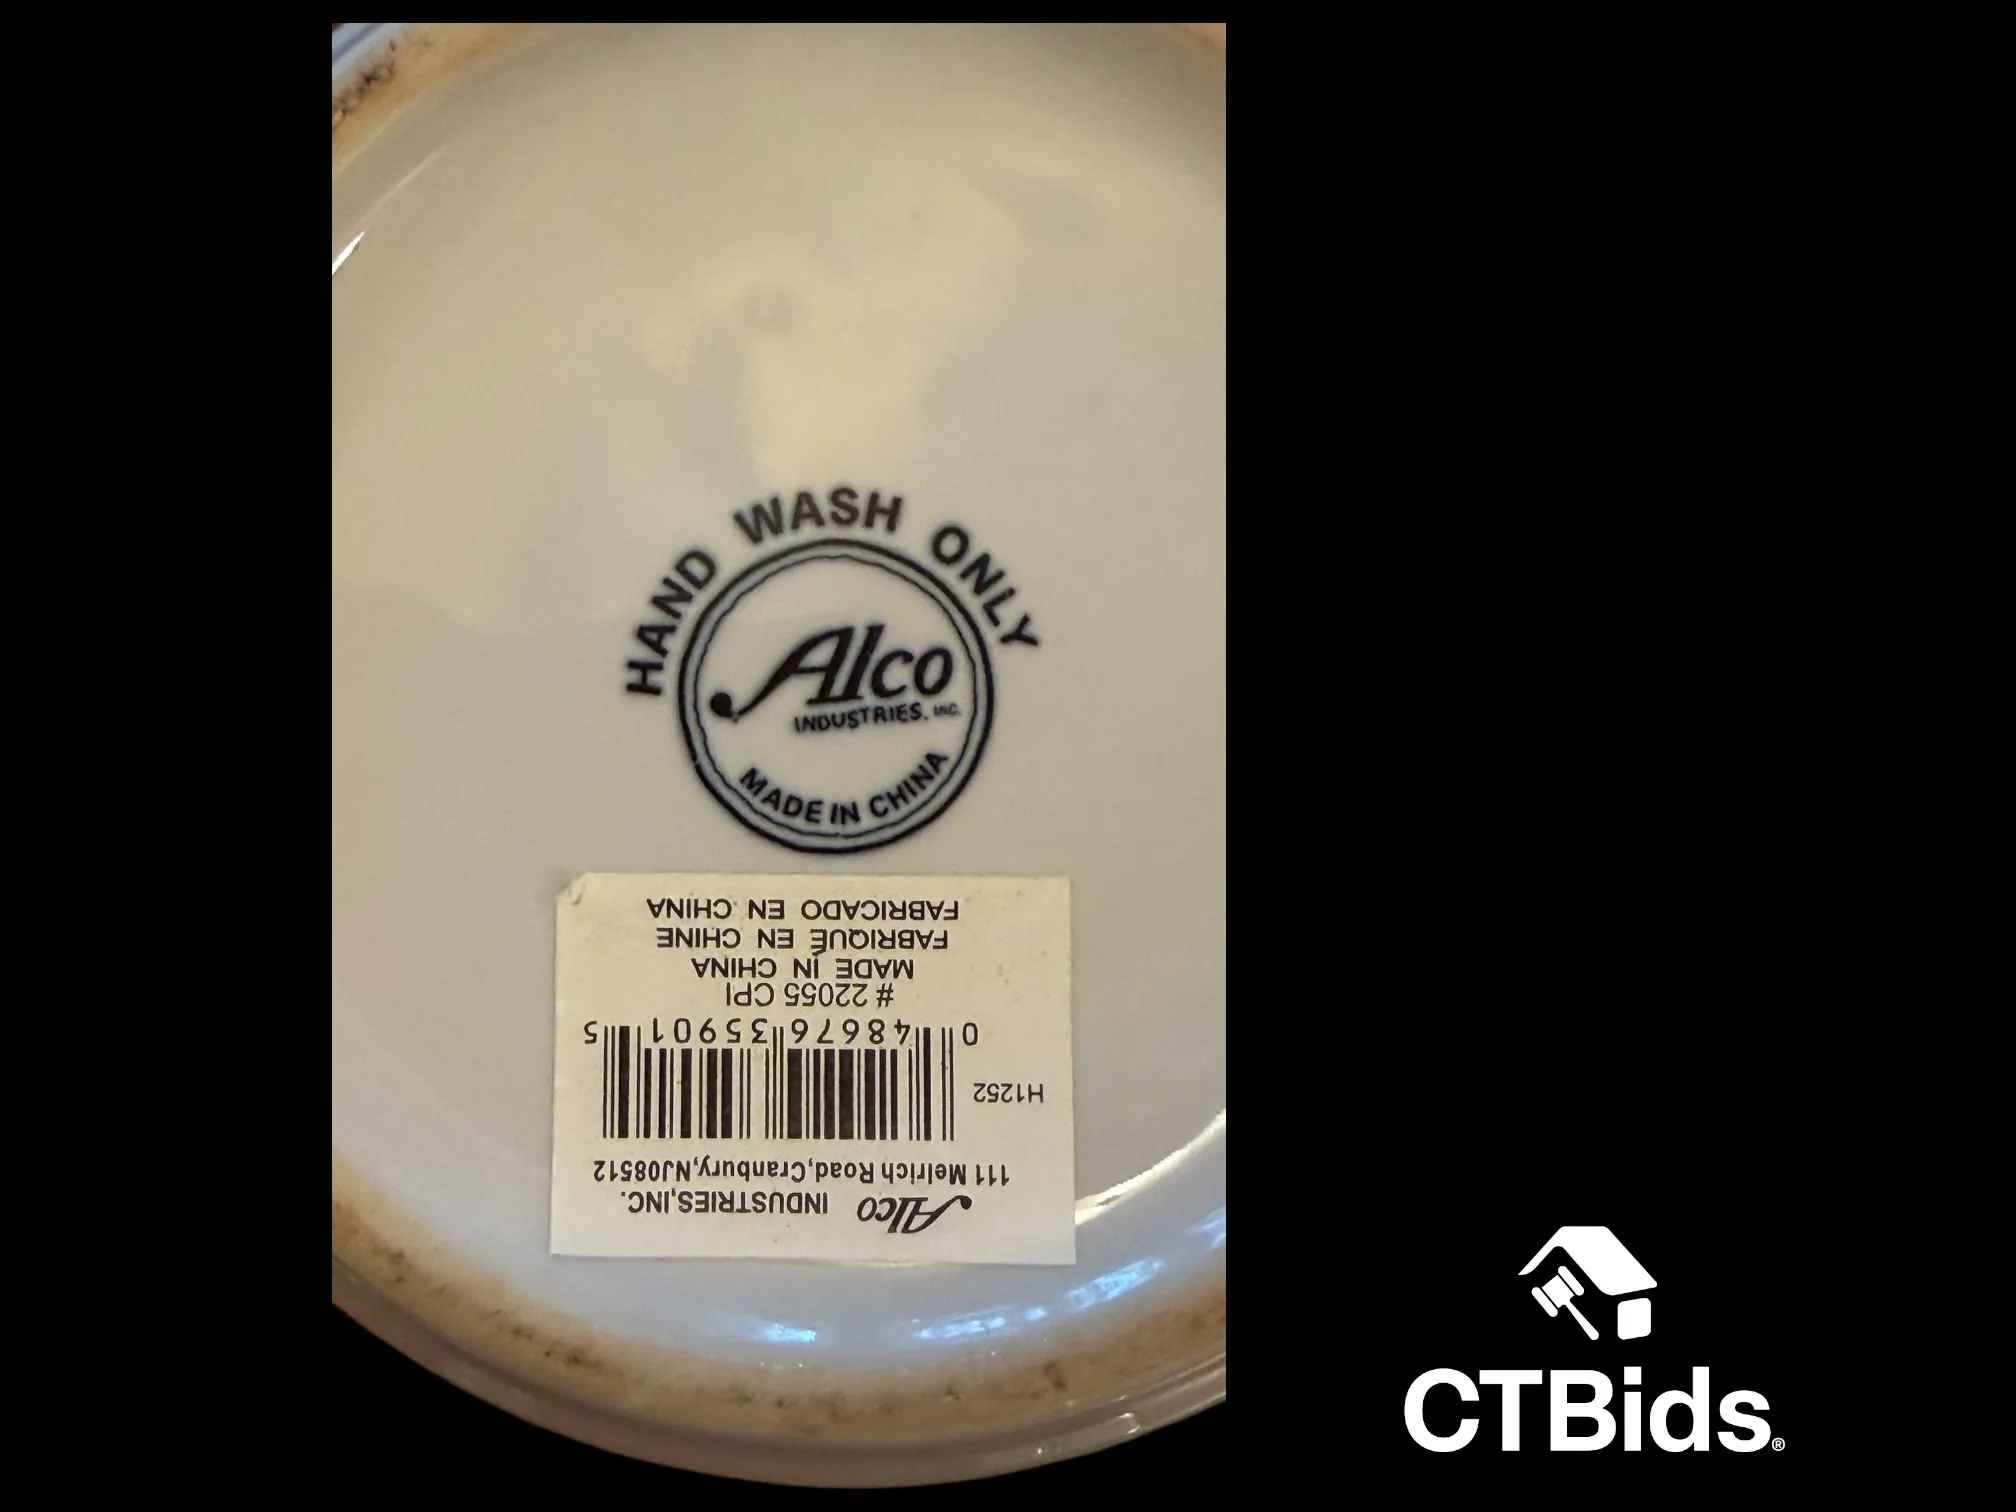 HAND WASH ONLY
Alco
INDUSTRIES, INC.
MADE IN CHINA
Alco INDUSTRIES,INC.
111 Melrich Road,Cranbury,NJ08512
H1252
0 48676 35901 5
# 22055 CPI
MADE IN CHINA
FABRIQUÉ EN CHINE
FABRICADO EN CHINA
CTBids®